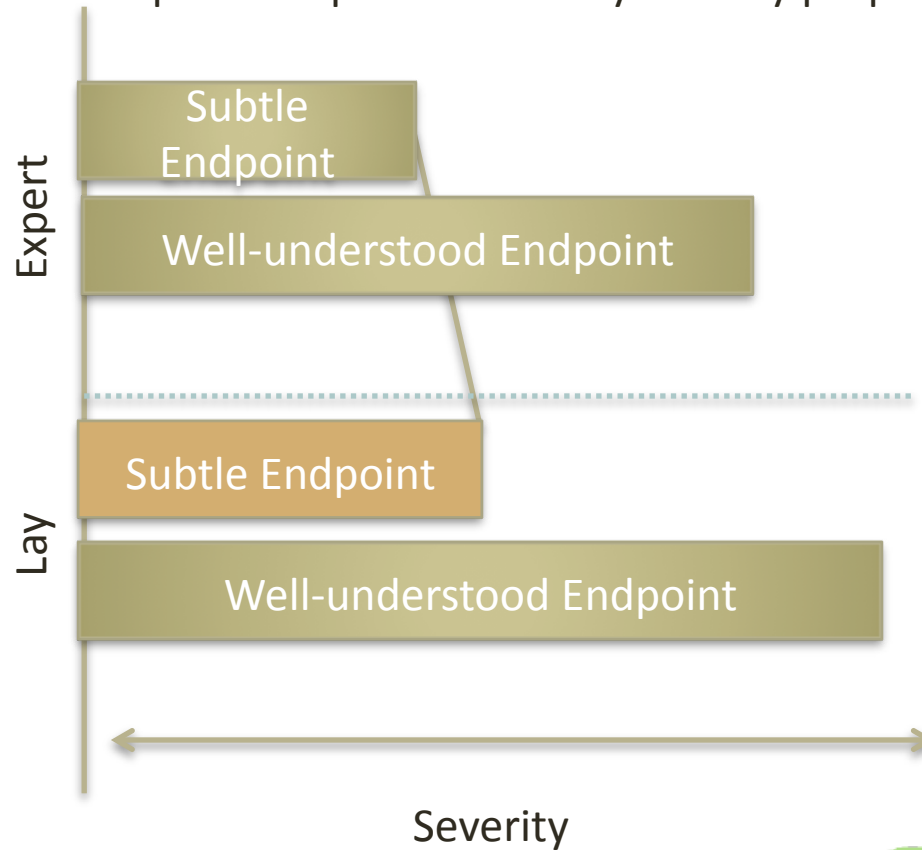 Subtle
Endpoint
Expert
Well-understood Endpoint
Subtle Endpoint
Lay
Well-understood Endpoint
Severity